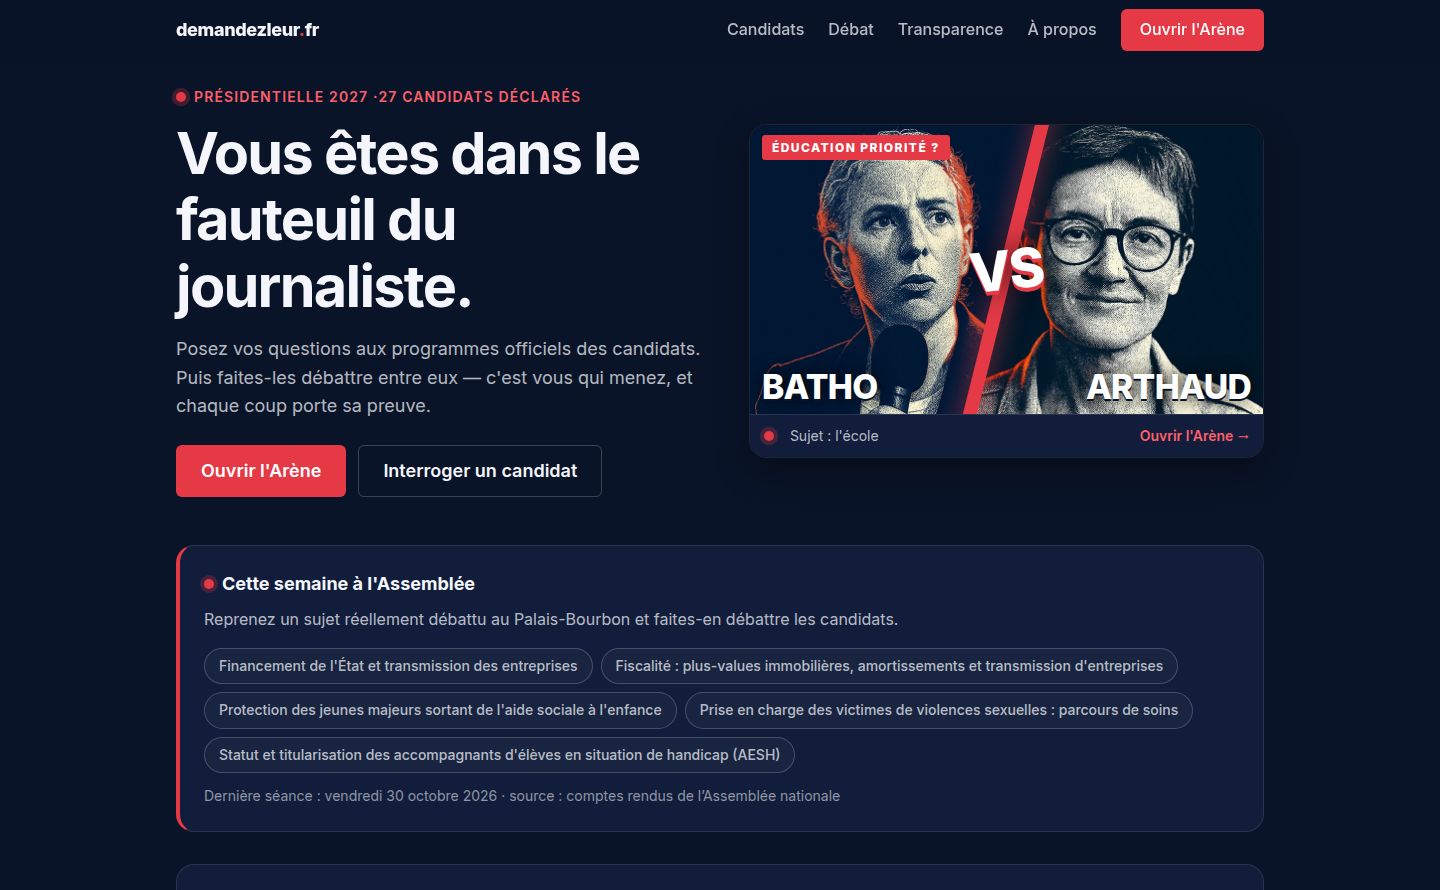 demandezleur.fr
Candidats
Débat
Transparence
À propos
Ouvrir l'Arène
PRÉSIDENTIELLE 2027 ·27 CANDIDATS DÉCLARÉS
Vous êtes dans le
fauteuil du
journaliste.
Posez vos questions aux programmes officiels des candidats.
Puis faites-les débattre entre eux — c'est vous qui menez, et
chaque coup porte sa preuve.
Ouvrir l'Arène
Interroger un candidat
ÉDUCATION PRIORITÉ ?
VS
BATHO
ARTHAUD
Sujet : l'école
Ouvrir l'Arène →
Cette semaine à l'Assemblée
Reprenez un sujet réellement débattu au Palais-Bourbon et faites-en débattre les candidats.
Financement de l'État et transmission des entreprises
Fiscalité : plus-values immobilières, amortissements et transmission d'entreprises
Protection des jeunes majeurs sortant de l'aide sociale à l'enfance
Prise en charge des victimes de violences sexuelles : parcours de soins
Statut et titularisation des accompagnants d'élèves en situation de handicap (AESH)
Dernière séance : vendredi 30 octobre 2026 · source : comptes rendus de l'Assemblée nationale